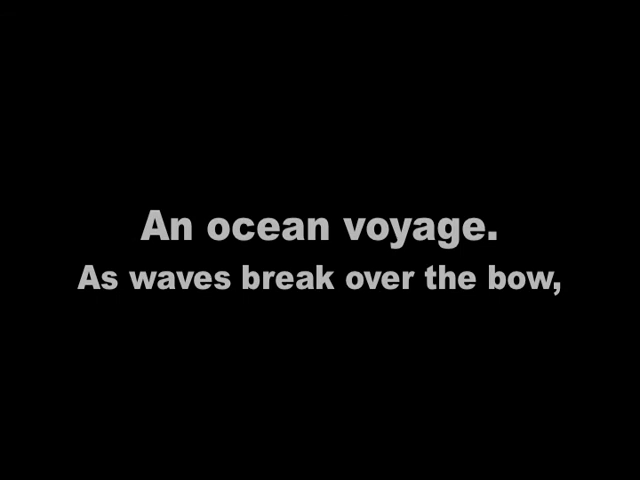 An ocean voyage.
As waves break over the bow,